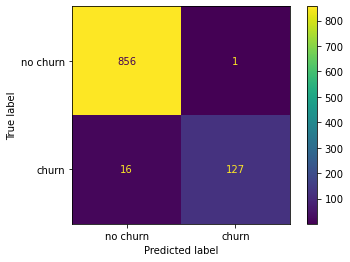 True label
no churn
churn
856
1
16
127
no churn
churn
Predicted label
800
700
600
500
400
300
200
100